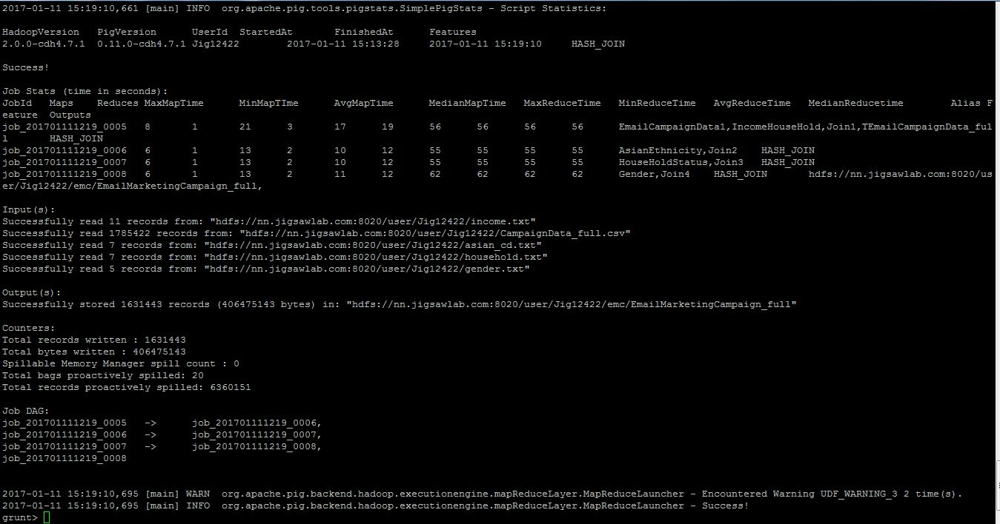 2017-01-11 15:19:10,661 [main] INFO  org.apache.pig.tools.pigstats.SimplePigStats - Script Statistics:
HadoopVersion   PigVersion      UserId  StartedAt       FinishedAt      Features
2.0.0-cdh4.7.1  0.11.0-cdh4.7.1 Jig12422        2017-01-11 15:13:28     2017-01-11 15:19:10     HASH_JOIN
Success!
Job Stats (time in seconds):
JobId   Maps    Reduces MaxMapTime      MinMapTIme      AvgMapTime      MedianMapTime   MaxReduceTime   MinReduceTime   AvgReduceTime   MedianReducetime        Alias F
eature  Outputs
job_201701111219_0005   8       1       21      3       17      19      56      56      56      56      EmailCampaignData1,IncomeHouseHold,Join1,TEmailCampaignData_ful
l       HASH_JOIN
job_201701111219_0006   6       1       13      2       10      12      55      55      55      55      AsianEthnicity,Join2    HASH_JOIN
job_201701111219_0007   6       1       13      2       10      12      55      55      55      55      HouseHoldStatus,Join3   HASH_JOIN
job_201701111219_0008   6       1       13      2       11      12      62      62      62      62      Gender,Join4    HASH_JOIN       hdfs://nn.jigsawlab.com:8020/us
er/Jig12422/emc/EmailMarketingCampaign_full,
Input(s):
Successfully read 11 records from: "hdfs://nn.jigsawlab.com:8020/user/Jig12422/income.txt"
Successfully read 1785422 records from: "hdfs://nn.jigsawlab.com:8020/user/Jig12422/CampaignData_full.csv"
Successfully read 7 records from: "hdfs://nn.jigsawlab.com:8020/user/Jig12422/asian_cd.txt"
Successfully read 7 records from: "hdfs://nn.jigsawlab.com:8020/user/Jig12422/household.txt"
Successfully read 5 records from: "hdfs://nn.jigsawlab.com:8020/user/Jig12422/gender.txt"
Output(s):
Successfully stored 1631443 records (406475143 bytes) in: "hdfs://nn.jigsawlab.com:8020/user/Jig12422/emc/EmailMarketingCampaign_full"
Counters:
Total records written : 1631443
Total bytes written : 406475143
Spillable Memory Manager spill count : 0
Total bags proactively spilled: 20
Total records proactively spilled: 6360151
Job DAG:
job_201701111219_0005   ->      job_201701111219_0006,
job_201701111219_0006   ->      job_201701111219_0007,
job_201701111219_0007   ->      job_201701111219_0008,
job_201701111219_0008
2017-01-11 15:19:10,695 [main] WARN  org.apache.pig.backend.hadoop.executionengine.mapReduceLayer.MapReduceLauncher - Encountered Warning UDF_WARNING_3 2 time(s).
2017-01-11 15:19:10,695 [main] INFO  org.apache.pig.backend.hadoop.executionengine.mapReduceLayer.MapReduceLauncher - Success!
grunt>